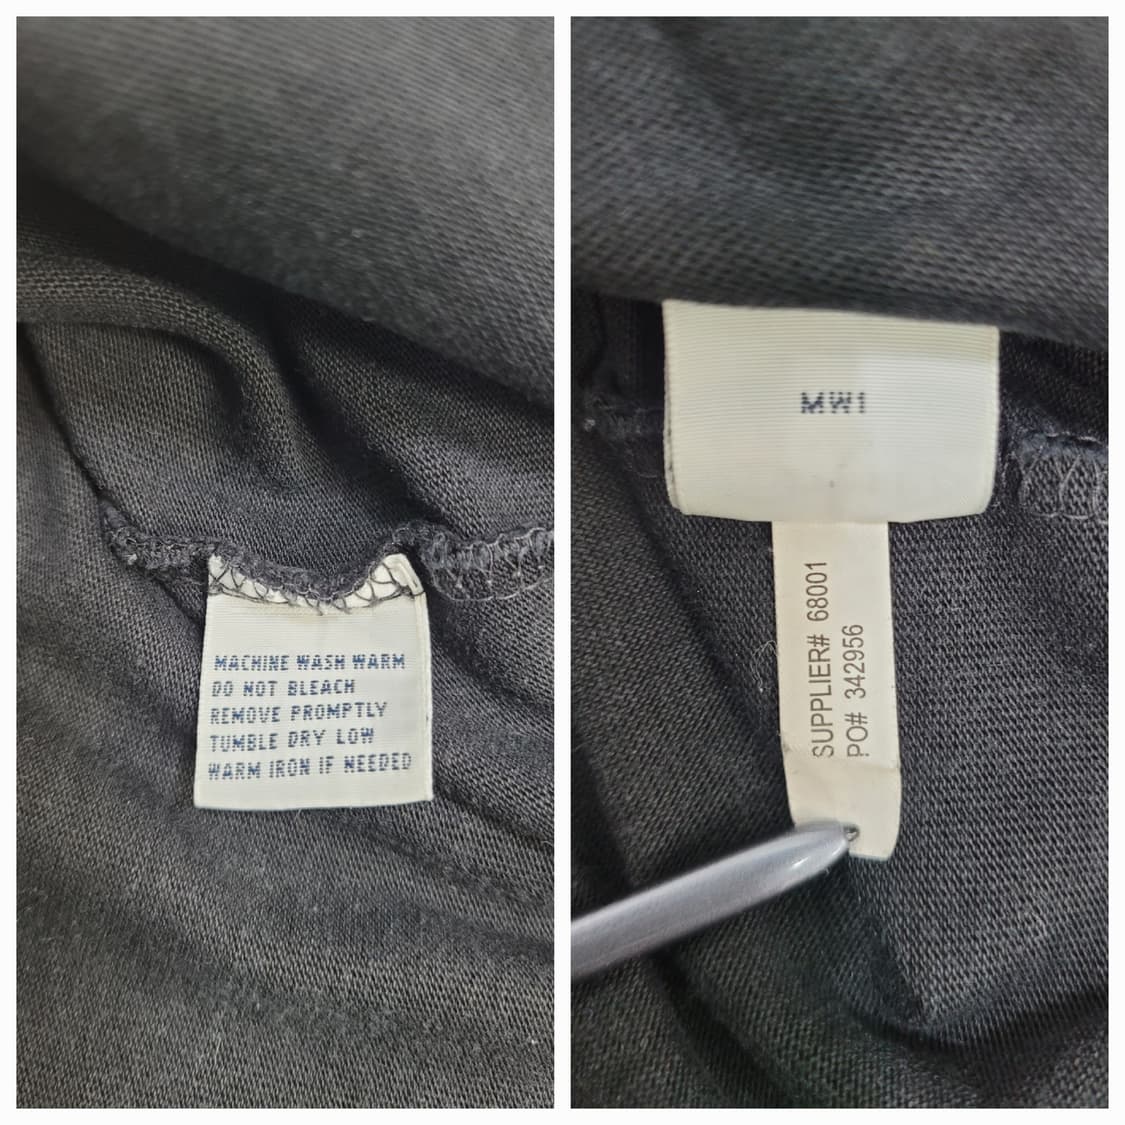 MACHINE WASH WARM
DO NOT BLEACH
REMOVE PROMPTLY
TUMBLE DRY LOW
WARM IRON IF NEEDED
MW1
SUPPLIER# 68001
PO# 342956